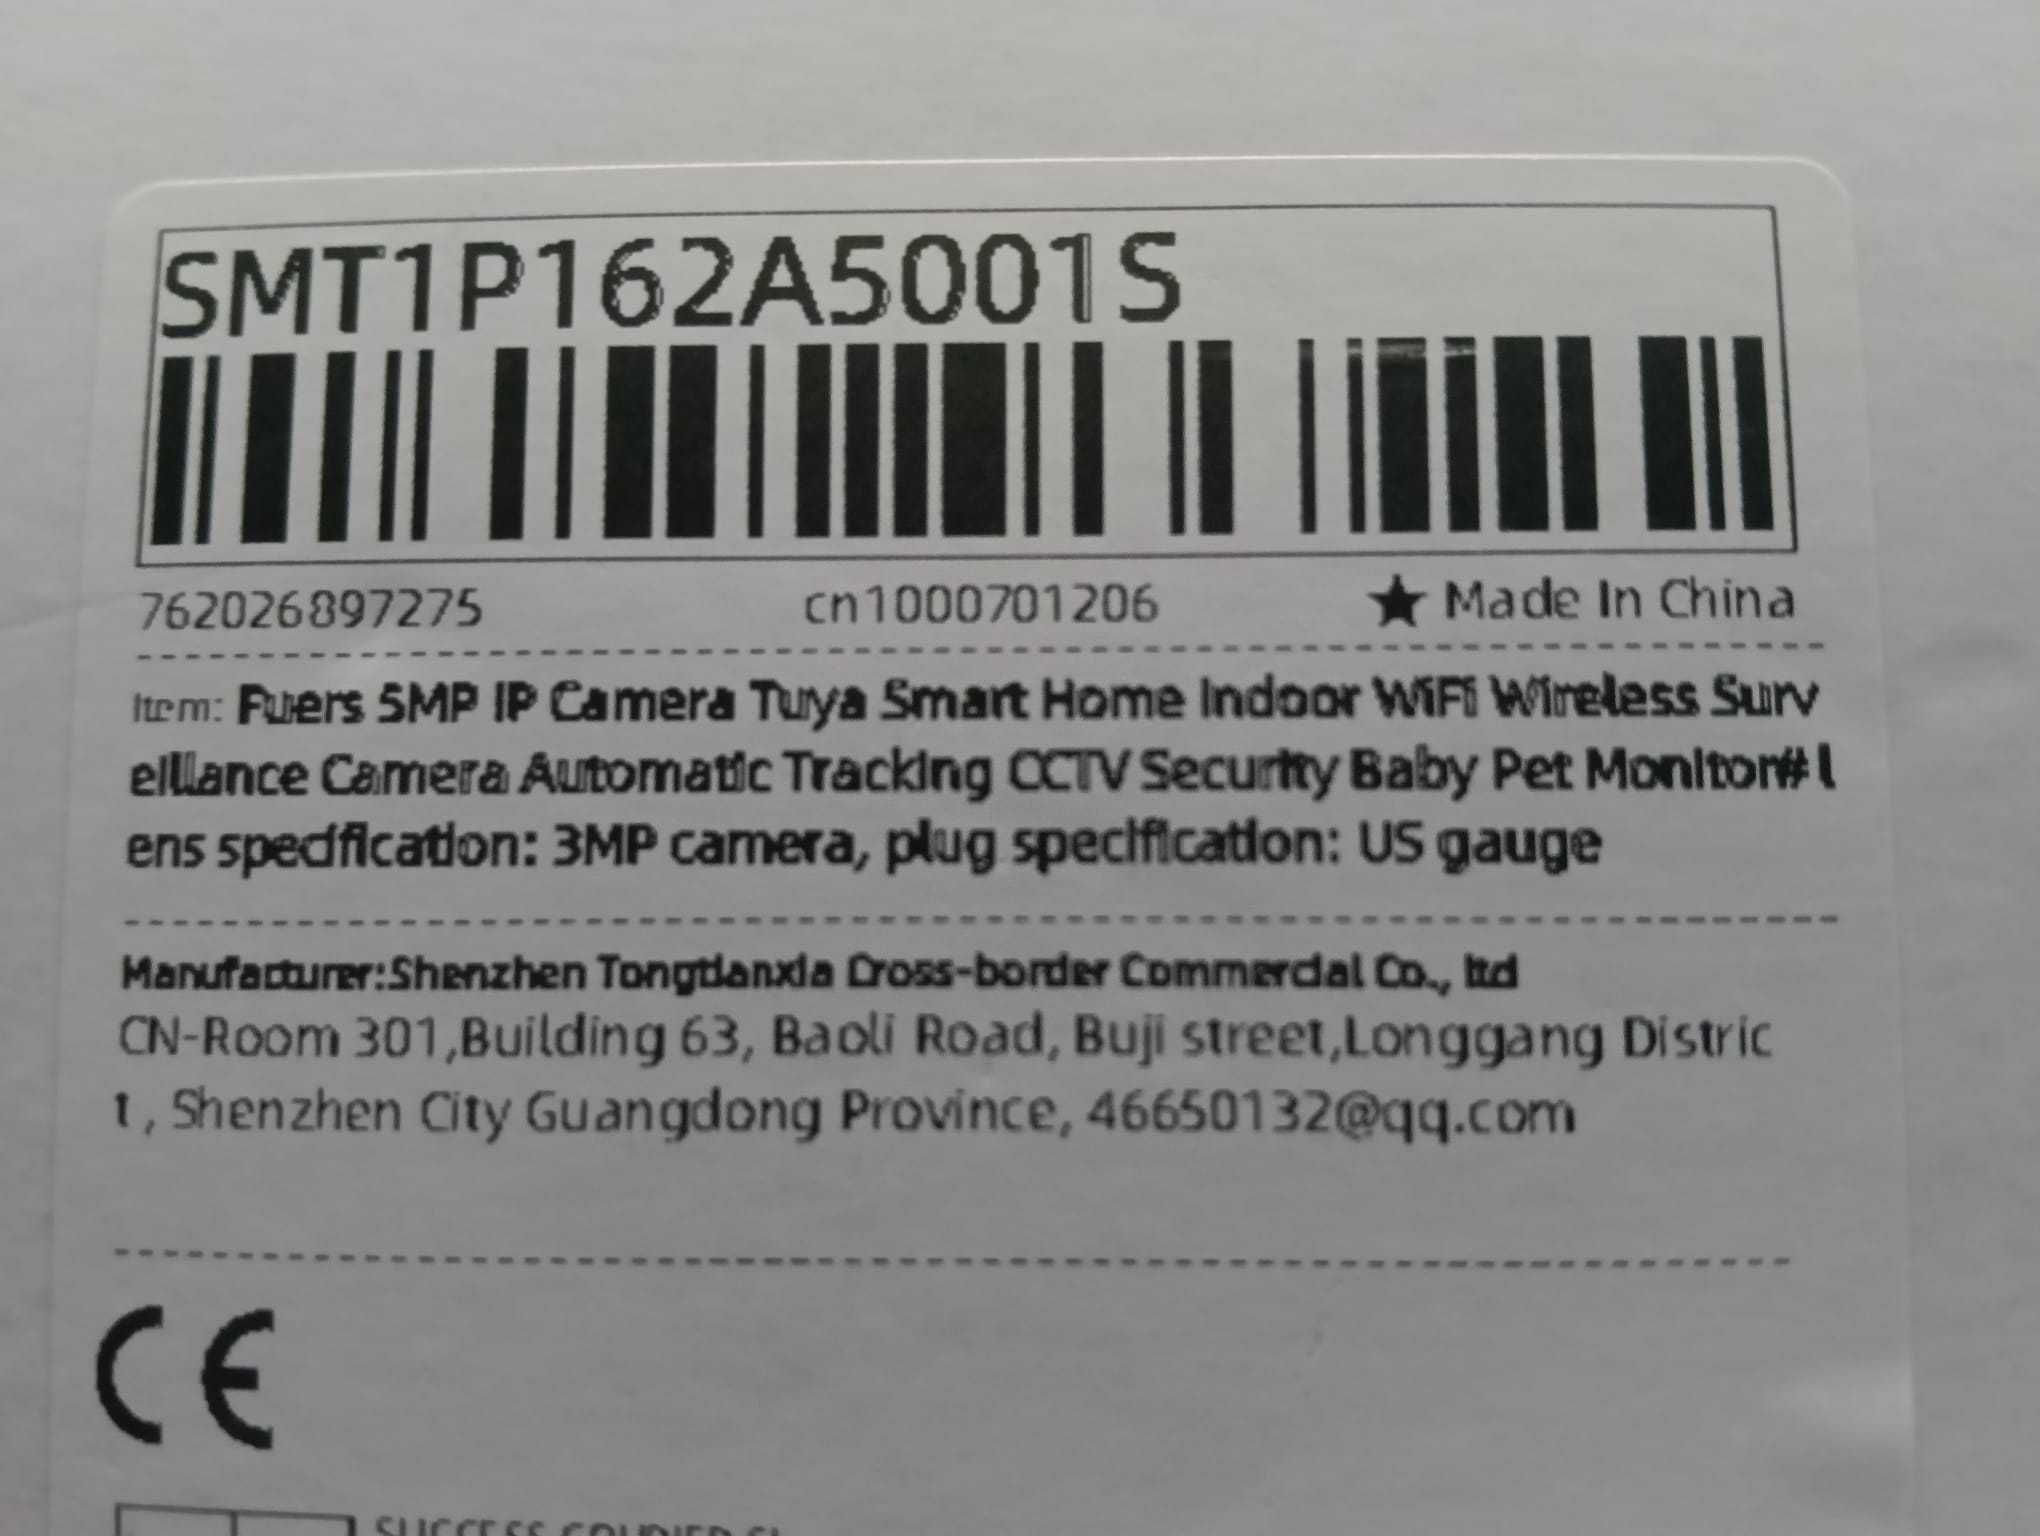 SMT1P162A5001S
762026897275 cn1000701206 ★ Made In China
Item: Fuers 5MP IP Camera Tuya Smart Home Indoor WiFi Wireless Surv
eillance Camera Automatic Tracking CCTV Security Baby Pet Monitor# l
ens specification: 3MP camera, plug specification: US gauge
Manufacturer:Shenzhen Tongtianxia Cross-border Commercial Co., ltd
CN-Room 301,Building 63, Baoli Road, Buji street,Longgang Distric
t , Shenzhen City Guangdong Province, 46650132@qq.com
CE
SUCCESS COURIER SL